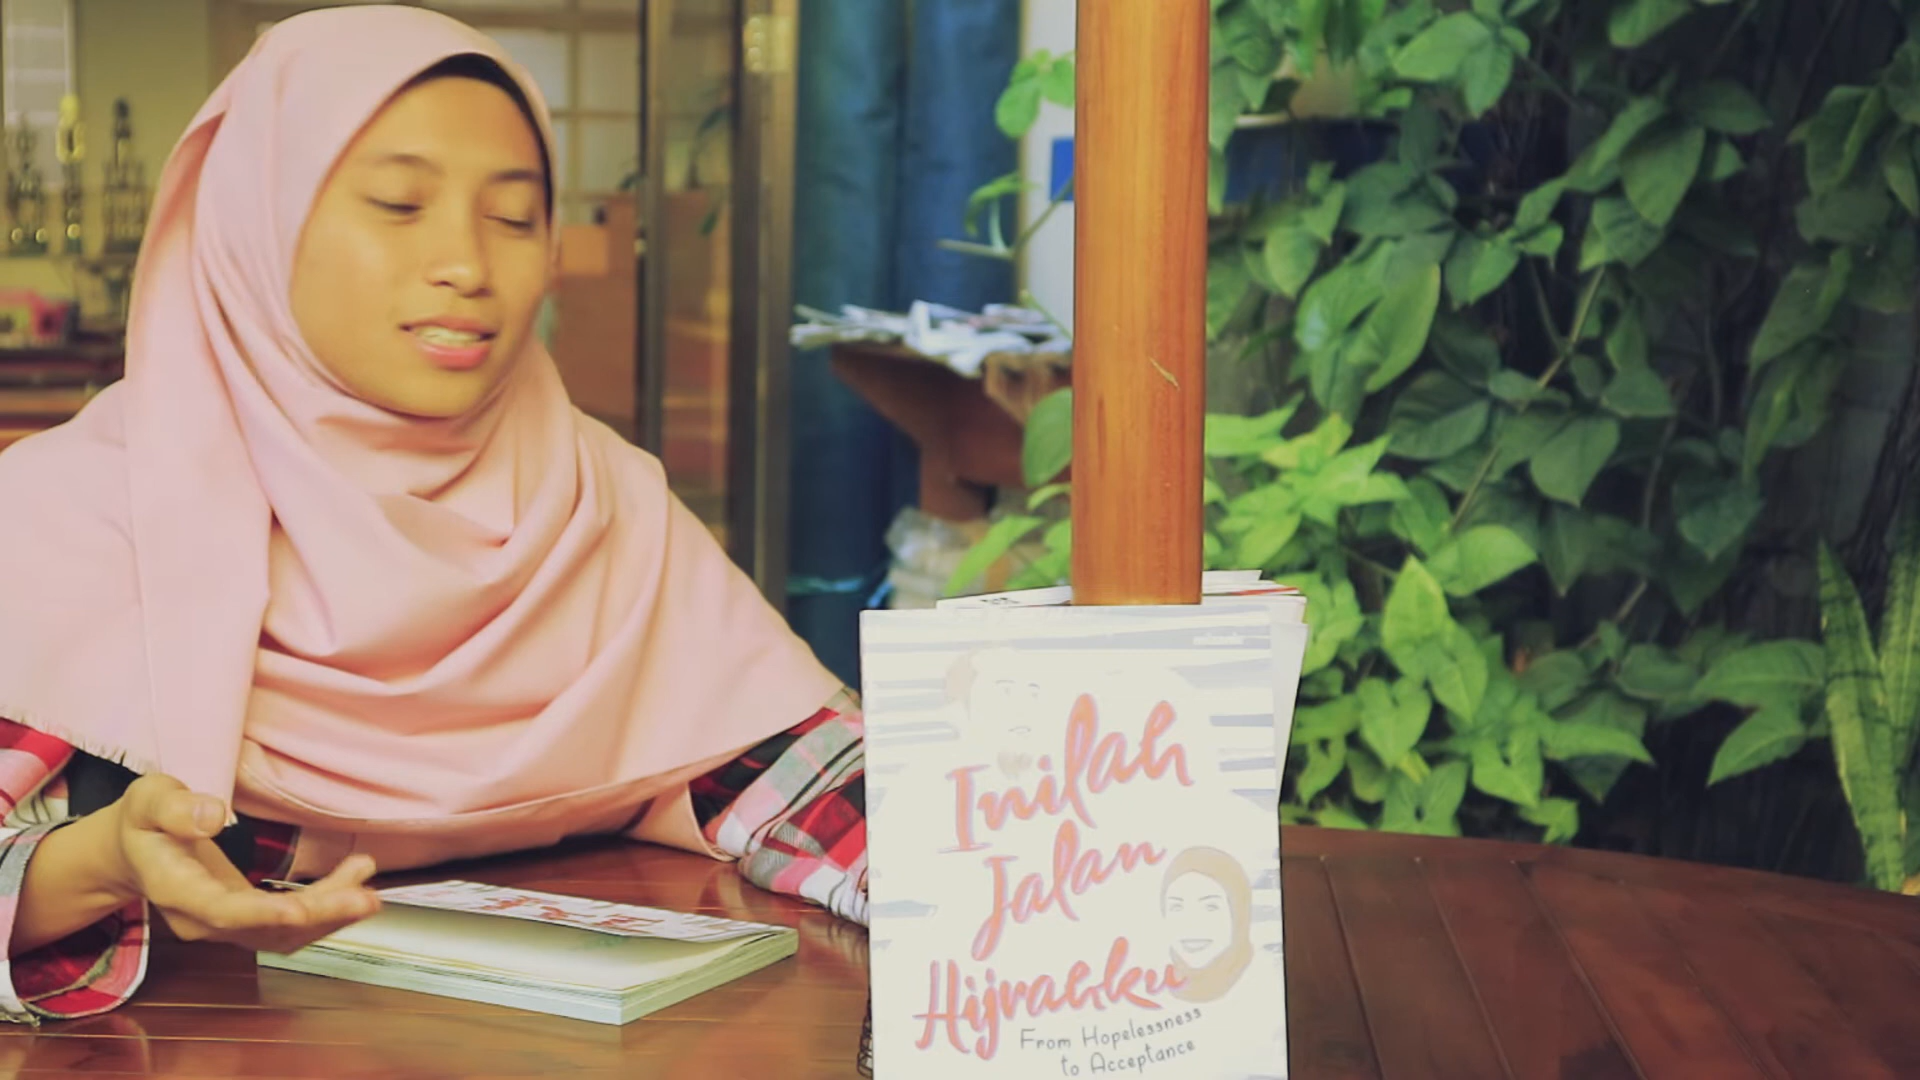 Inilah
Jalan
Hijrahku
From Hopelessness
to Acceptance